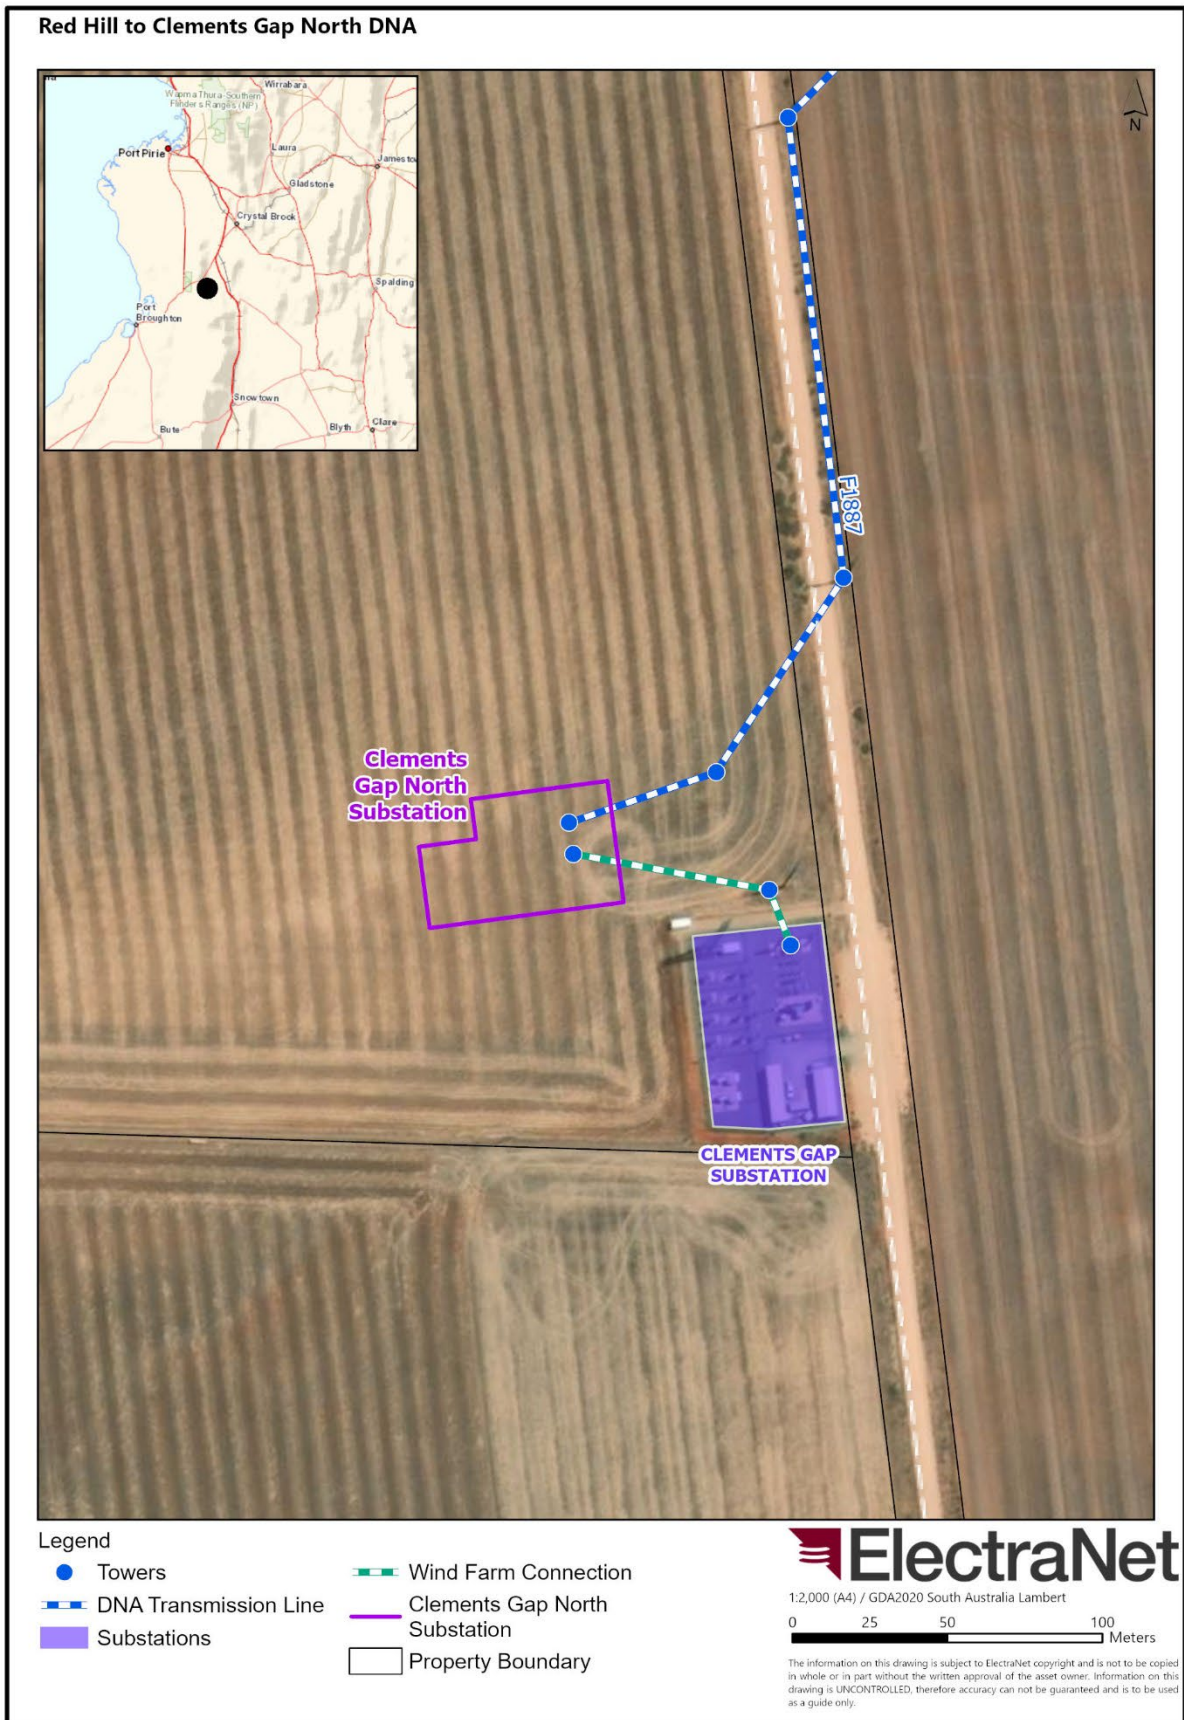 Red Hill to Clements Gap North DNA
Wirrabara
Wapma Thura-Southern
Flinders Ranges (NP)
Port Pirie
Laura
Jamesto
Gladstone
Crystal Brook
Spalding
Port
Broughton
Snowtown
Bute
Blyth
Clare
N
F1887
Clements
Gap North
Substation
CLEMENTS GAP
SUBSTATION
Legend
Towers
DNA Transmission Line
Substations
Wind Farm Connection
Clements Gap North
Substation
Property Boundary
ElectraNet
1:2,000 (A4) / GDA2020 South Australia Lambert
0 25 50 100
Meters
The information on this drawing is subject to ElectraNet copyright and is not to be copied
in whole or in part without the written approval of the asset owner. Information on this
drawing is UNCONTROLLED, therefore accuracy can not be guaranteed and is to be used
as a guide only.